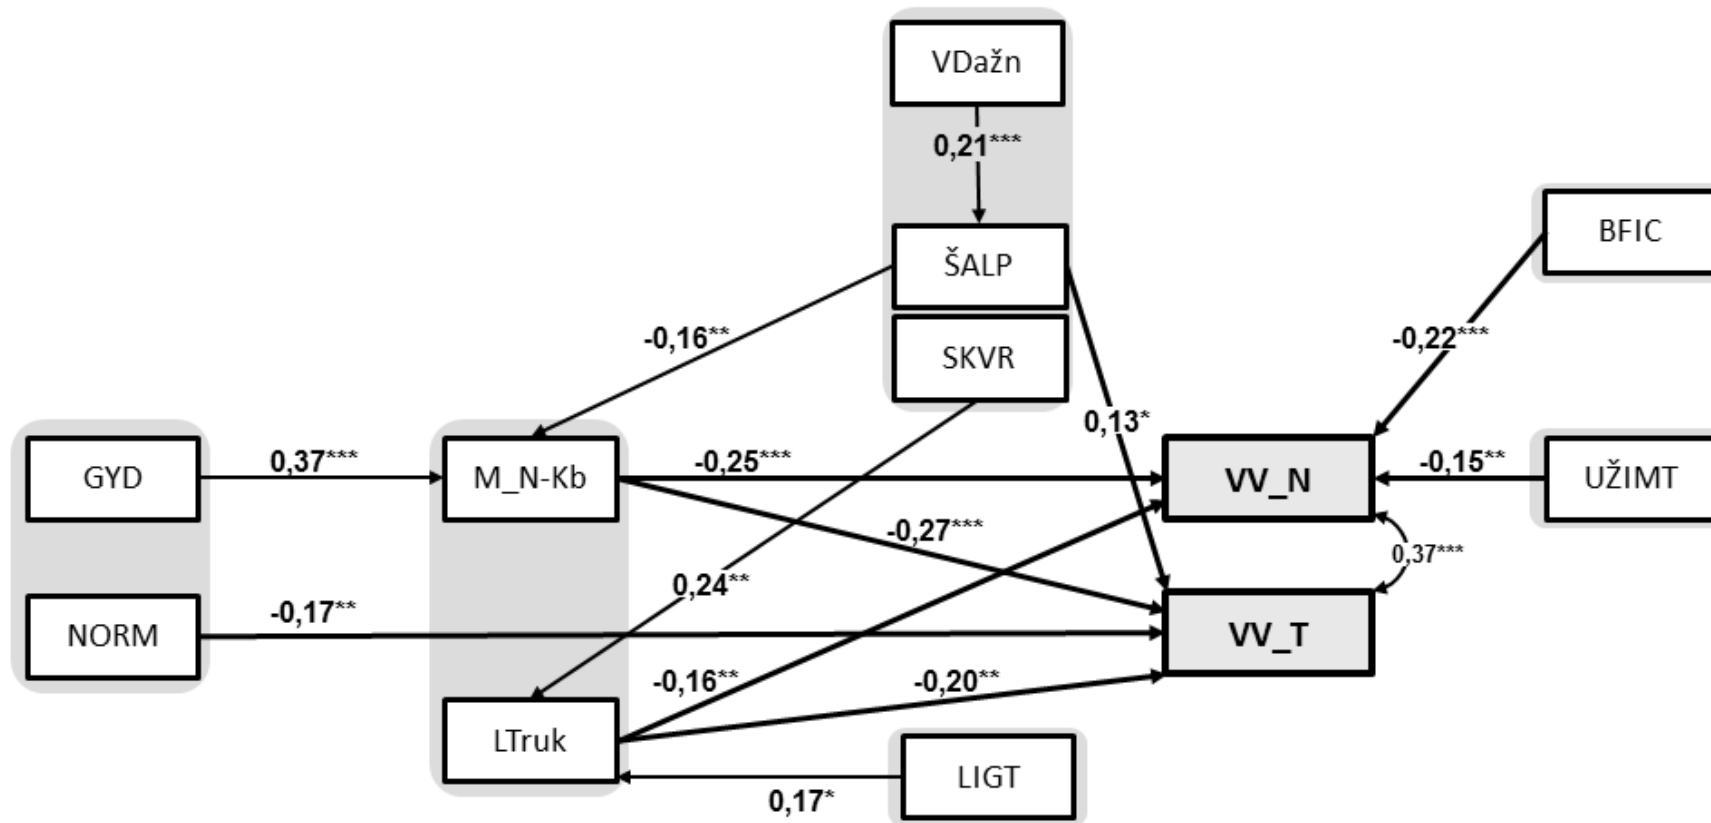 VDažn
0,21***
ŠALP
BFIC
-0,16**
SKVR
-0,22***
0,13*
GYD
0,37***
M_N-Kb
-0,25***
VV_N
-0,15**
UŽIMT
-0,27***
0,37***
0,24**
NORM
-0,17**
VV_T
-0,16**
-0,20**
LTruk
LIGT
0,17*